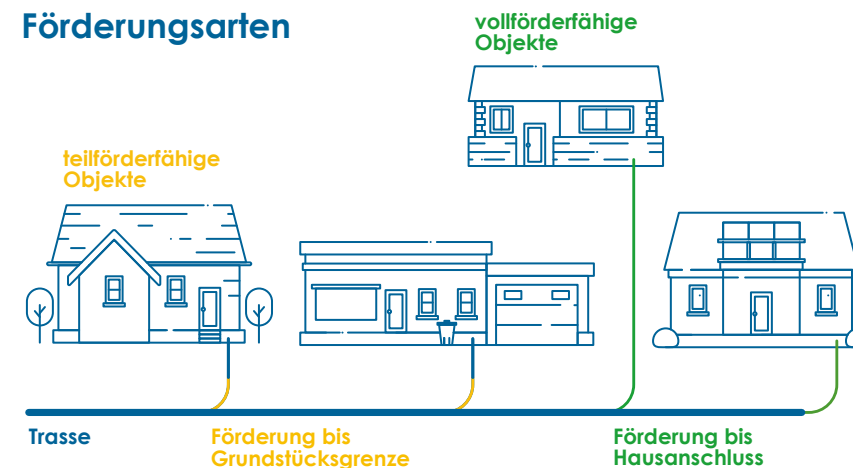 Förderungsarten
vollförderfähige
Objekte
teilförderfähige
Objekte
Trasse
Förderung bis
Grundstücksgrenze
Förderung bis
Hausanschluss